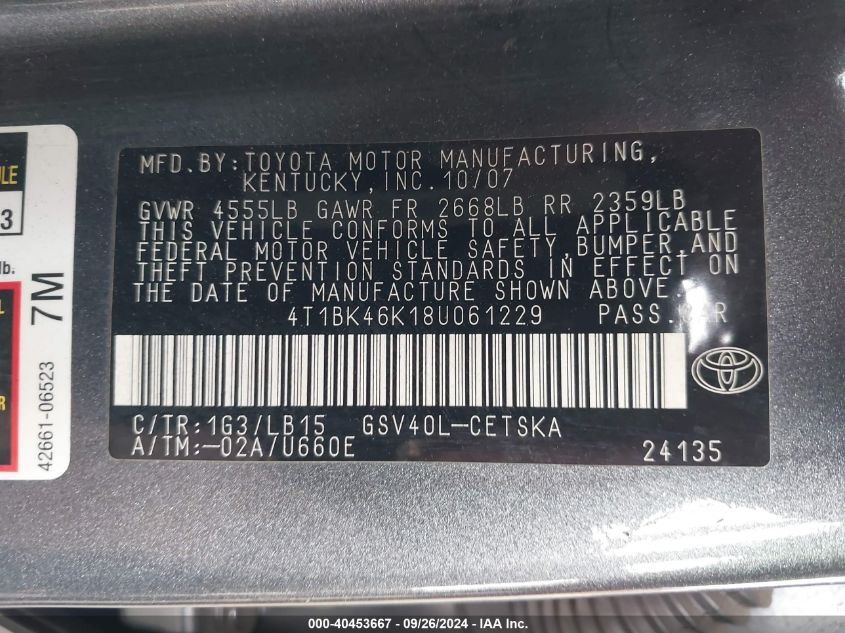 MFD.BY:TOYOTA MOTOR MANUFACTURING,
KENTUCKY,INC.10/07
GVWR 4555LB GAWR FR 2668LB RR 2359LB
THIS VEHICLE CONFORMS TO ALL APPLICABLE
FEDERAL MOTOR VEHICLE SAFETY,BUMPER,AND
THEFT PREVENTION STANDARDS IN EFFECT ON
THE DATE OF MANUFACTURE SHOWN ABOVE.
4T1BK46K18U061229 PASS.CAR
C/TR:1G3/LB15 GSV40L-CETSKA
A/TM:-02A/U660E
24135
3
lb.
7M
42661-06523
000-40453667 - 09/26/2024 - IAA Inc.